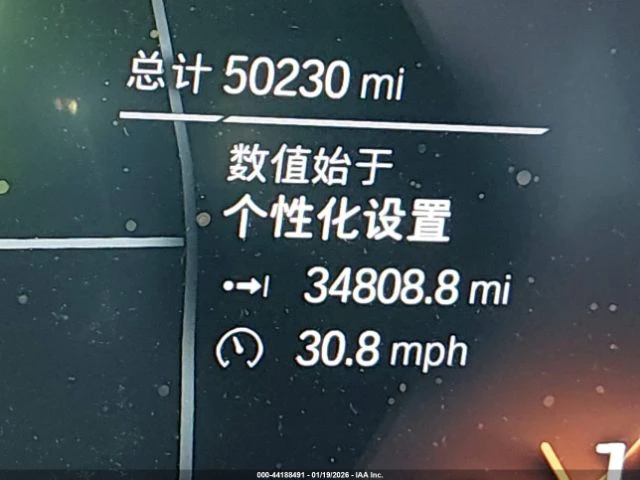 总计 50230 mi
数值始于
个性化设置
34808.8 mi
30.8 mph
000-44188491 - 01/19/2026 - IAA Inc.